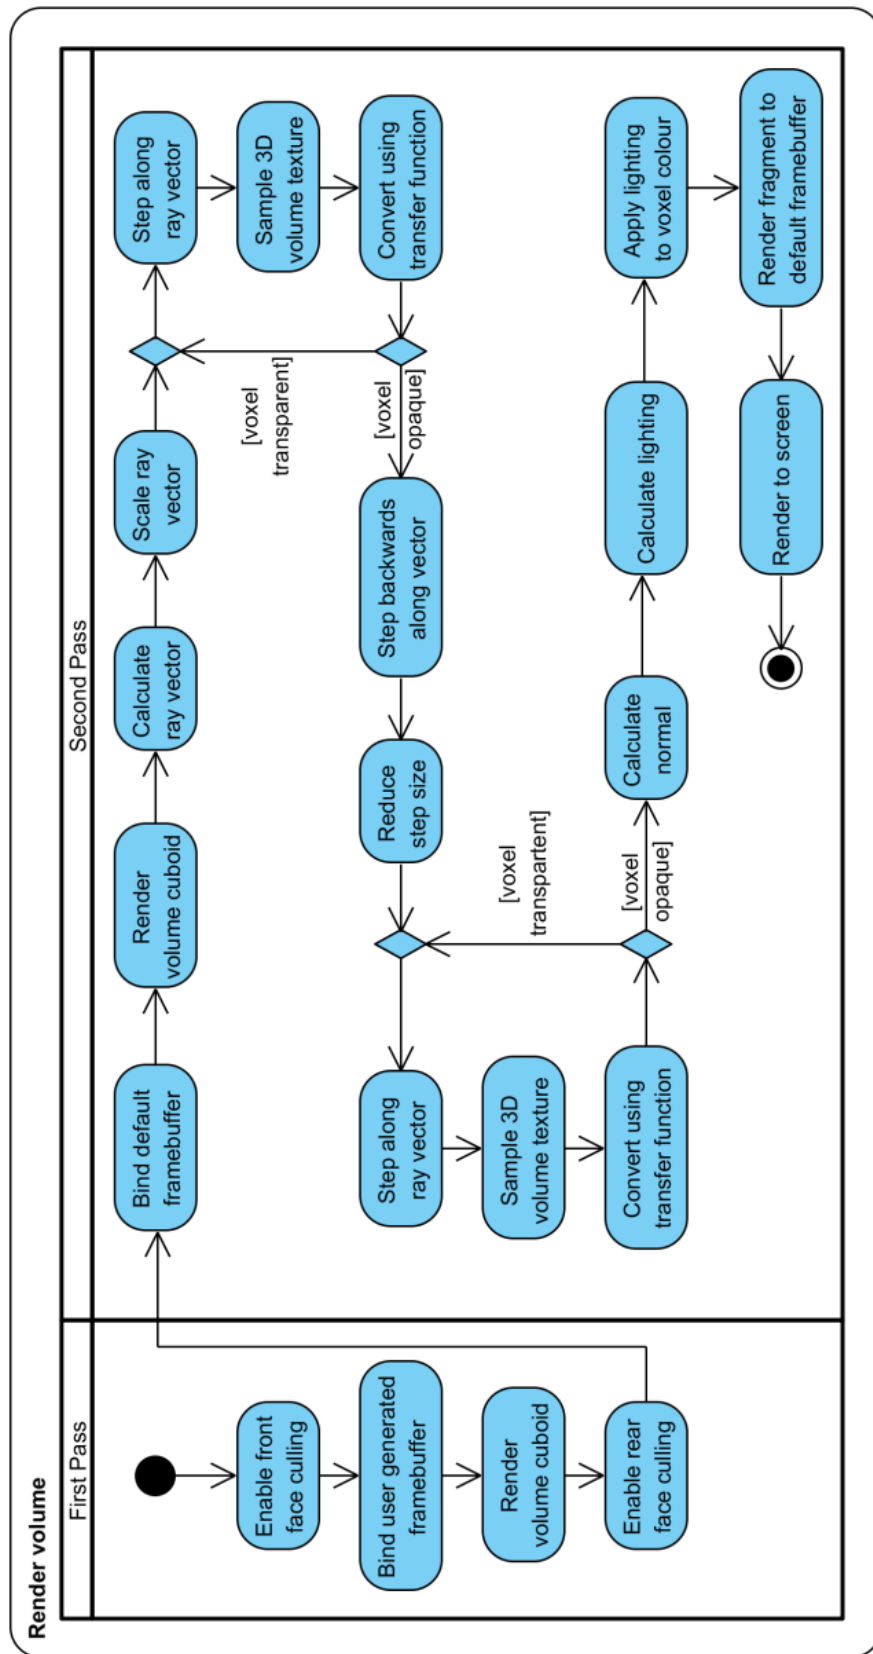 Render volume
First Pass
Second Pass
Enable front
face culling
Bind user generated
framebuffer
Render
volume cuboid
Enable rear
face culling
Bind default
framebuffer
Render
volume cuboid
Calculate
ray vector
Scale ray
vector
Step along
ray vector
Sample 3D
volume texture
Convert using
transfer function
[voxel
transparent]
[voxel
opaque]
Step backwards
along vector
Reduce
step size
Step along
ray vector
Sample 3D
volume texture
Convert using
transfer function
[voxel
transpartent]
[voxel
opaque]
Calculate
normal
Calculate lighting
Apply lighting
to voxel colour
Render fragment to
default framebuffer
Render to screen